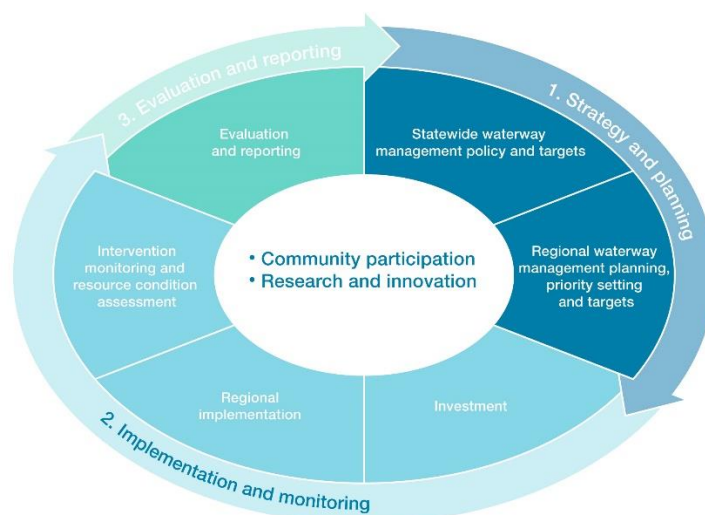 3. Evaluation and reporting
1. Strategy and planning
Evaluation
and reporting
Statewide waterway
management policy and targets
Intervention
monitoring and
resource condition
assessment
• Community participation
• Research and innovation
Regional waterway
management planning,
priority setting
and targets
Regional
implementation
Investment
2. Implementation and monitoring